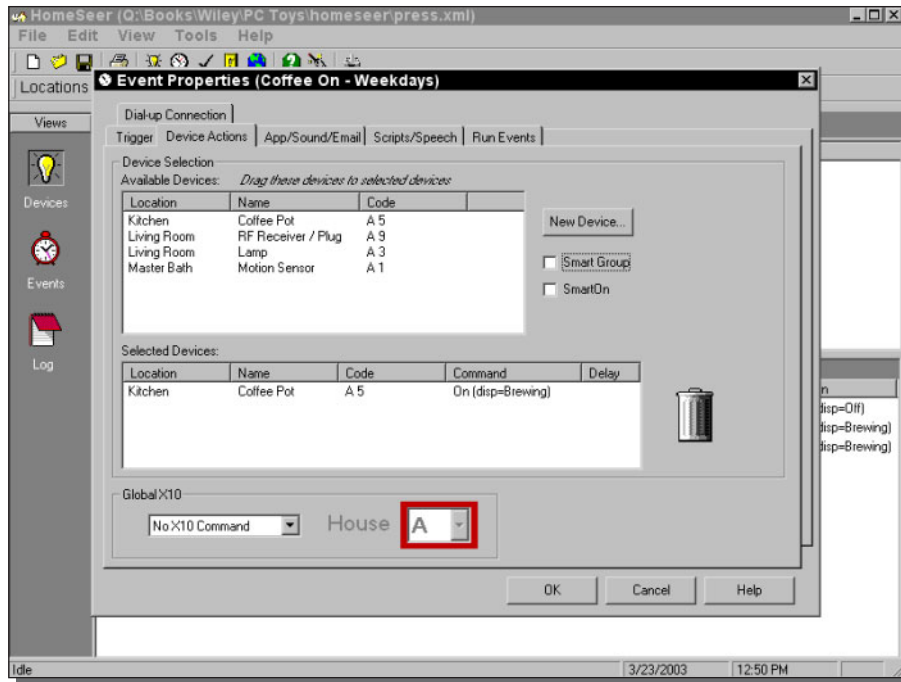 HomeSeer (Q:\Books\Wiley\PC Toys\homeseer\press.xml)
File Edit View Tools Help
Locations
Event Properties (Coffee On - Weekdays)
Views
Devices
Events
Log
Dial-up Connection
Trigger Device Actions App/Sound/Email Scripts/Speech Run Events
Device Selection
Available Devices: Drag these devices to selected devices
Location Name Code
Kitchen Coffee Pot A 5
Living Room RF Receiver / Plug A 9
Living Room Lamp A 3
Master Bath Motion Sensor A 1
New Device...
Smart Group
SmartOn
Selected Devices:
Location Name Code Command Delay
Kitchen Coffee Pot A 5 On (disp=Brewing)
n
disp=Off)
disp=Brewing)
disp=Brewing)
Global X10
No X10 Command House A
OK Cancel Help
Idle 3/23/2003 12:50 PM